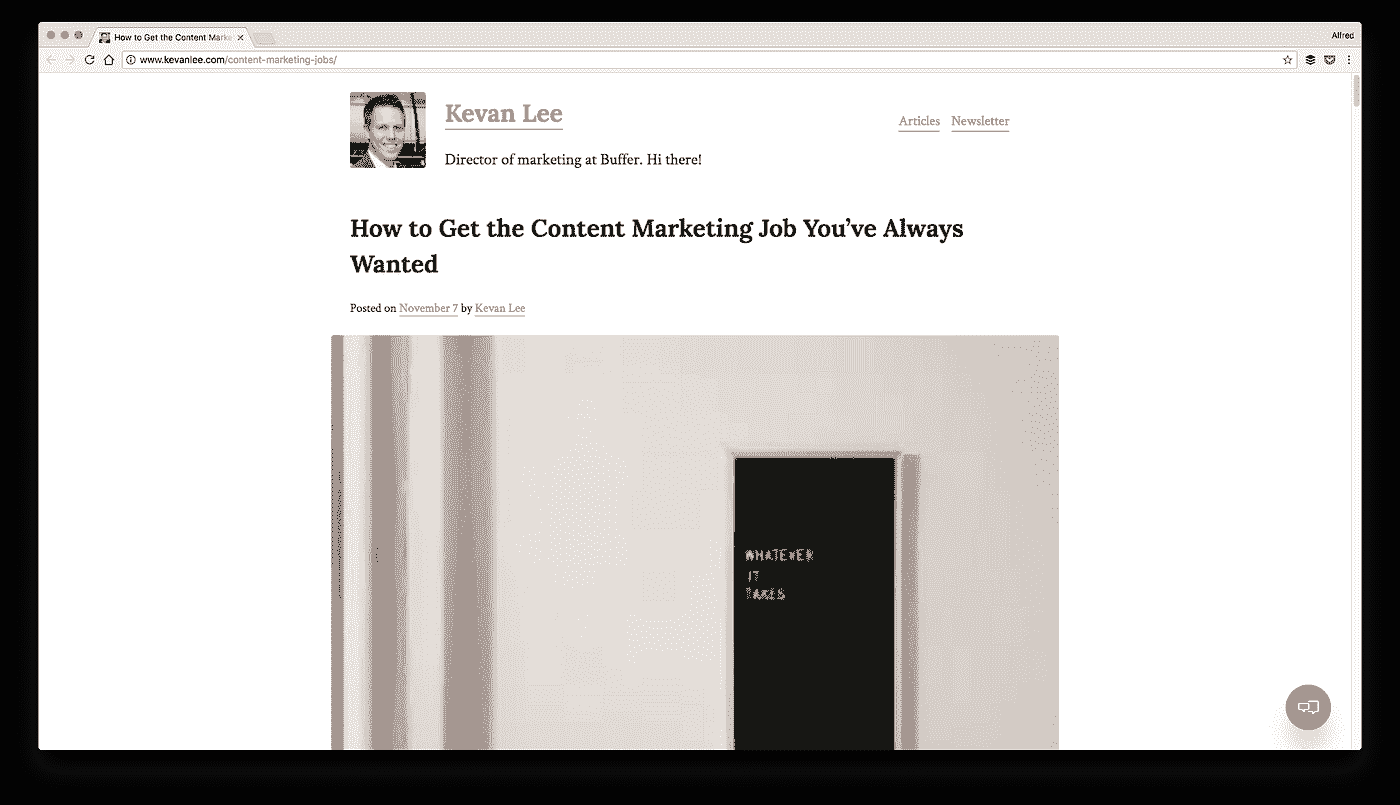 How to Get the Content Marke
Alfred
www.kevanlee.com/content-marketing-jobs/
Kevan Lee
Articles Newsletter
Director of marketing at Buffer. Hi there!
How to Get the Content Marketing Job You’ve Always
Wanted
Posted on November 7 by Kevan Lee
WHATEVER
IT
TAKES